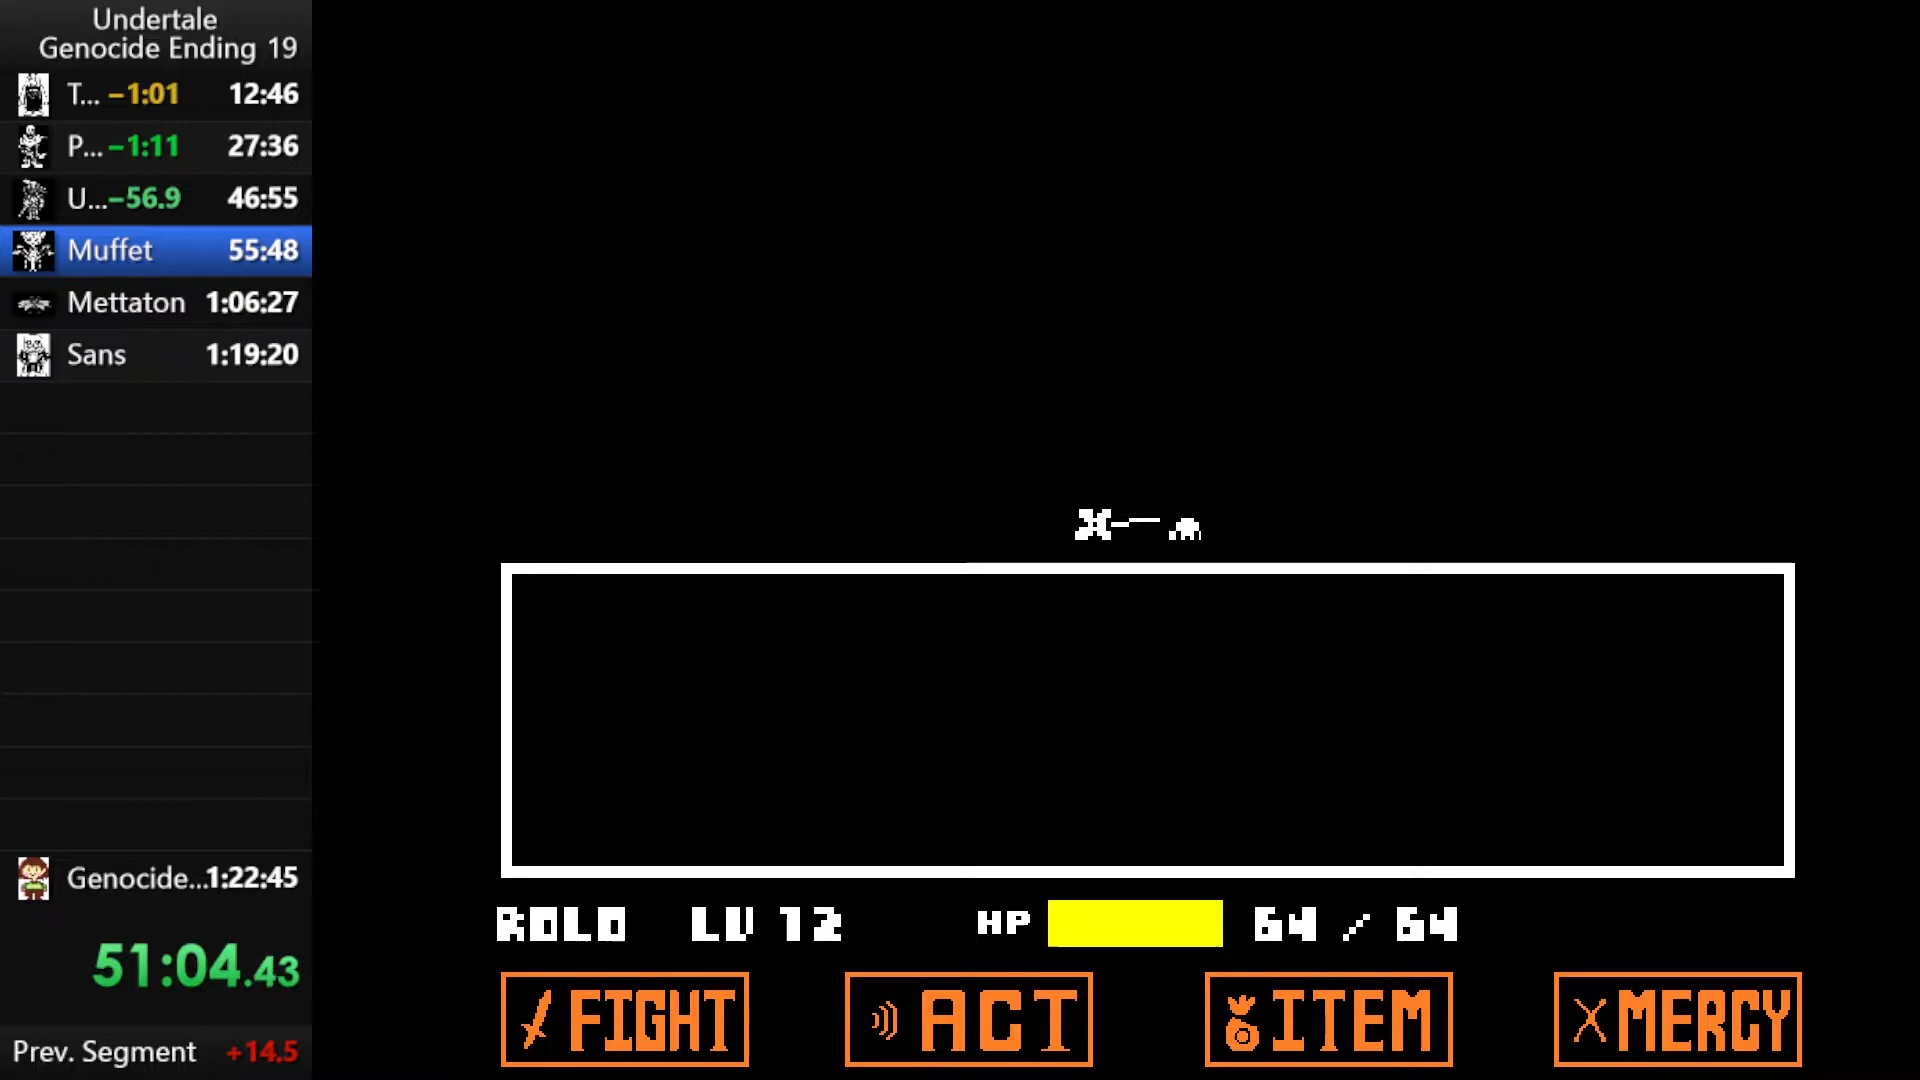 Undertale
Genocide Ending 19
T... −1:01 12:46
P... −1:11 27:36
U... −56.9 46:55
Muffet 55:48
Mettaton 1:06:27
Sans 1:19:20
Genocide... 1:22:45
51:04.43
Prev. Segment +14.5
ROLO LV 12 HP 64 / 64
FIGHT ACT ITEM MERCY